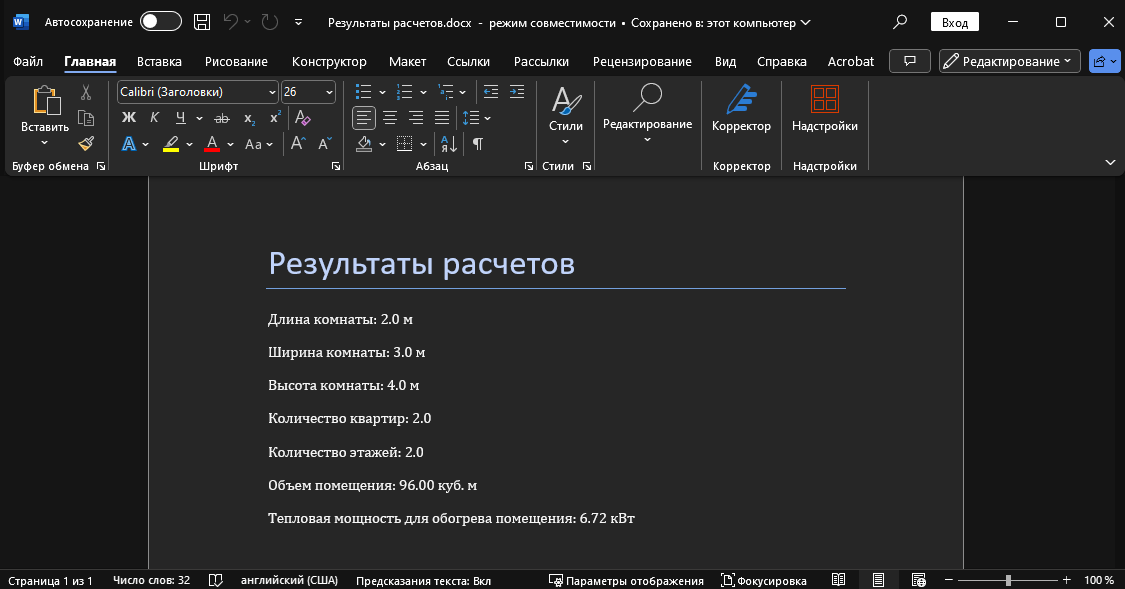 Автосохранение
Результаты расчетов.docx - режим совместимости • Сохранено в: этот компьютер
Вход
Файл Главная Вставка Рисование Конструктор Макет Ссылки Рассылки Рецензирование Вид Справка Acrobat
Редактирование
Вставить
Calibri (Заголовки) 26
Ж К Ч ab x₂ x² A
A A Aa A A
Стили
Редактирование
Корректор
Надстройки
Буфер обмена Шрифт Абзац Стили Корректор Надстройки
Результаты расчетов
Длина комнаты: 2.0 м
Ширина комнаты: 3.0 м
Высота комнаты: 4.0 м
Количество квартир: 2.0
Количество этажей: 2.0
Объем помещения: 96.00 куб. м
Тепловая мощность для обогрева помещения: 6.72 кВт
Страница 1 из 1 Число слов: 32 английский (США) Предсказания текста: Вкл Параметры отображения Фокусировка 100 %